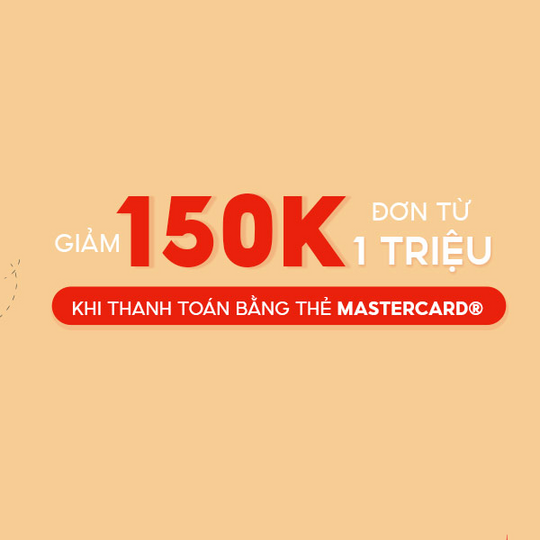 GIẢM 150K ĐƠN TỪ
1 TRIỆU
KHI THANH TOÁN BẰNG THẺ MASTERCARD®